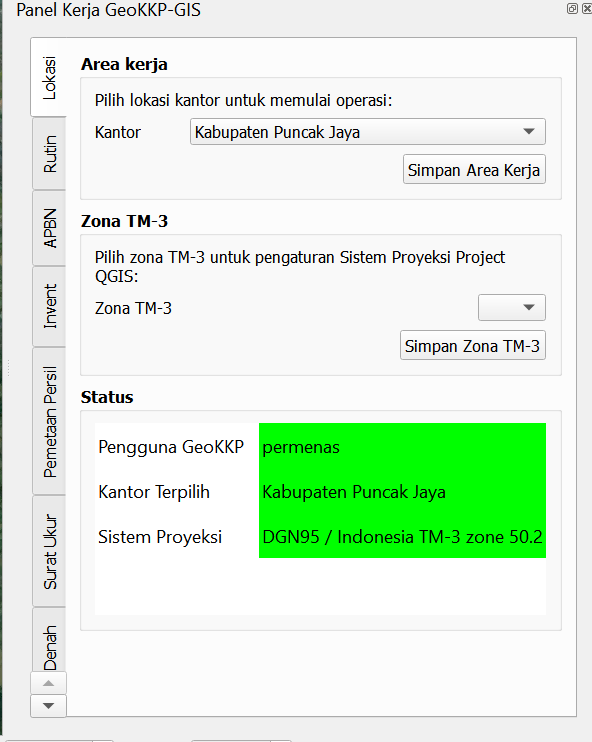 Panel Kerja GeoKKP-GIS
Lokasi
Rutin
APBN
Invent
Pemetaan Persil
Surat Ukur
Denah
Area kerja
Pilih lokasi kantor untuk memulai operasi:
Kantor Kabupaten Puncak Jaya
Simpan Area Kerja
Zona TM-3
Pilih zona TM-3 untuk pengaturan Sistem Proyeksi Project
QGIS:
Zona TM-3
Simpan Zona TM-3
Status
Pengguna GeoKKP permenas
Kantor Terpilih Kabupaten Puncak Jaya
Sistem Proyeksi DGN95 / Indonesia TM-3 zone 50.2